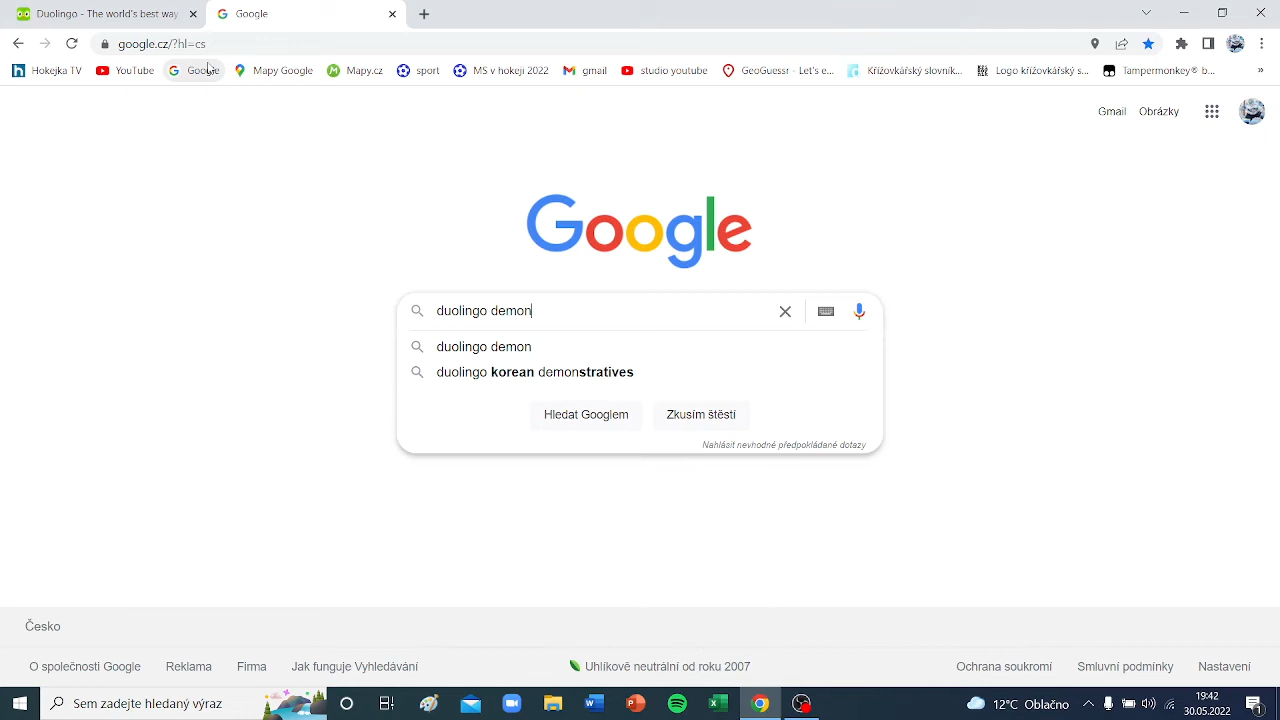 Duolingo - The world's best way
Google
google.cz/?hl=cs
Hokejka TV
YouTube
Google
Mapy Google
Mapy.cz
sport
MS v hokeji 2022
gmail
studio youtube
GeoGuessr - Let's e...
Křížovkářský slovník...
Logo křížovkářský s...
Tampermonkey® b...
»
Gmail
Obrázky
Google
duolingo demon
duolingo demon
duolingo korean demonstratives
Hledat Googlem
Zkusím štěstí
Nahlásit nevhodné předpokládané dotazy
Česko
O společnosti Google
Reklama
Firma
Jak funguje Vyhledávání
Uhlíkově neutrální od roku 2007
Ochrana soukromí
Smluvní podmínky
Nastavení
Sem zadejte hledaný výraz
12°C Oblačno
19:42
30.05.2022